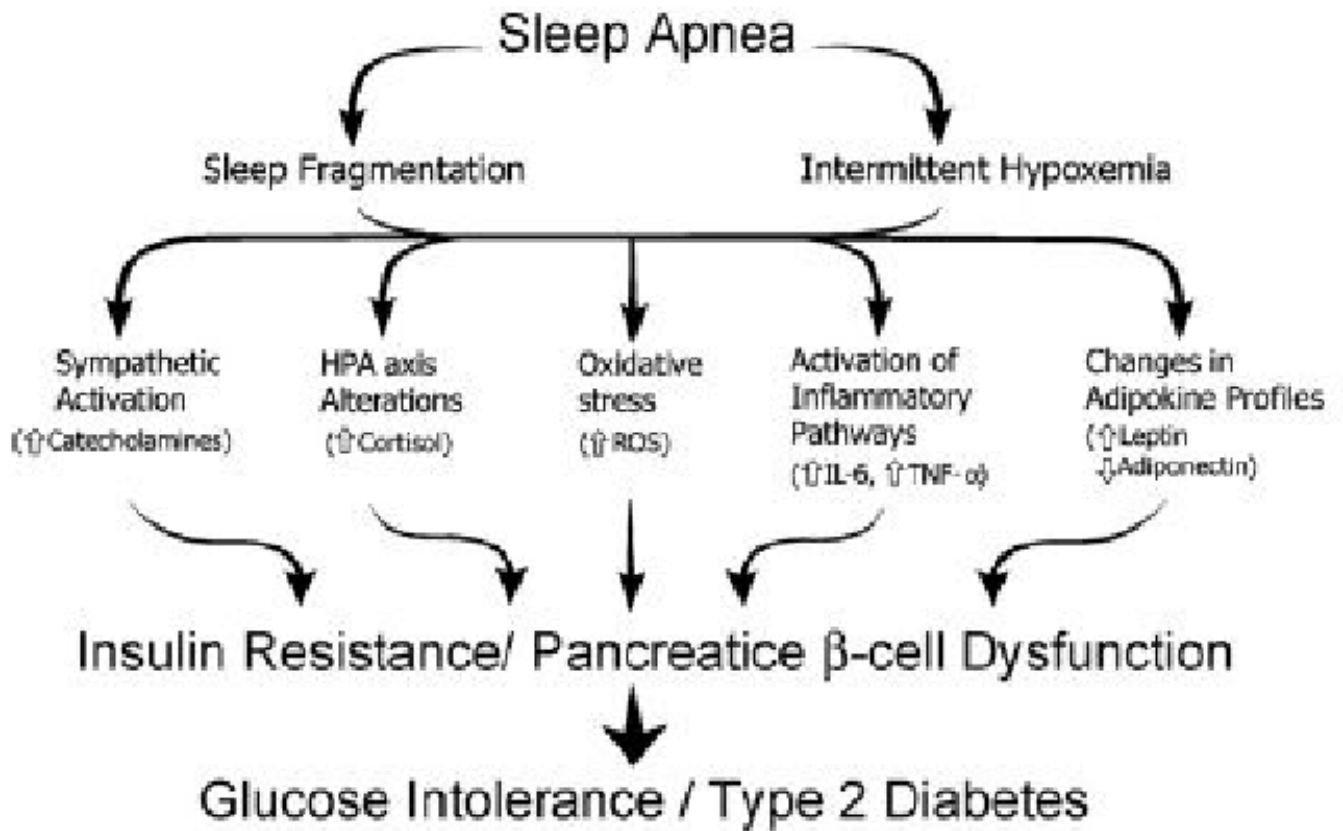 Sleep Apnea
Sleep Fragmentation
Intermittent Hypoxemia
Sympathetic
Activation
(⇧Catecholamines)
HPA axis
Alterations
(⇧Cortisol)
Oxidative
stress
(⇧ROS)
Activation of
Inflammatory
Pathways
(⇧IL-6, ⇧TNF-α)
Changes in
Adipokine Profiles
(⇧Leptin
⇩Adiponectin)
Insulin Resistance/ Pancreatice β-cell Dysfunction
Glucose Intolerance / Type 2 Diabetes